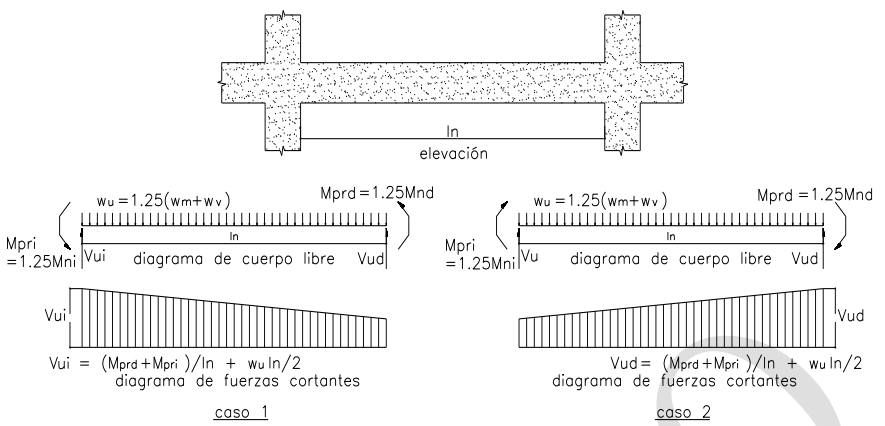 ln
elevación
wu=1.25(wm+wv)
Mprd=1.25Mnd
ln
Mpri
=1.25Mni
Vui
diagrama de cuerpo libre
Vud
Vui
Vui = (Mprd+Mpri)/ln + wu ln/2
diagrama de fuerzas cortantes
caso 1
wu=1.25(wm+wv)
Mprd=1.25Mnd
ln
Mpri
=1.25Mni
Vu
diagrama de cuerpo libre
Vud
Vud
Vud= (Mprd+Mpri)/ln + wu ln/2
diagrama de fuerzas cortantes
caso 2